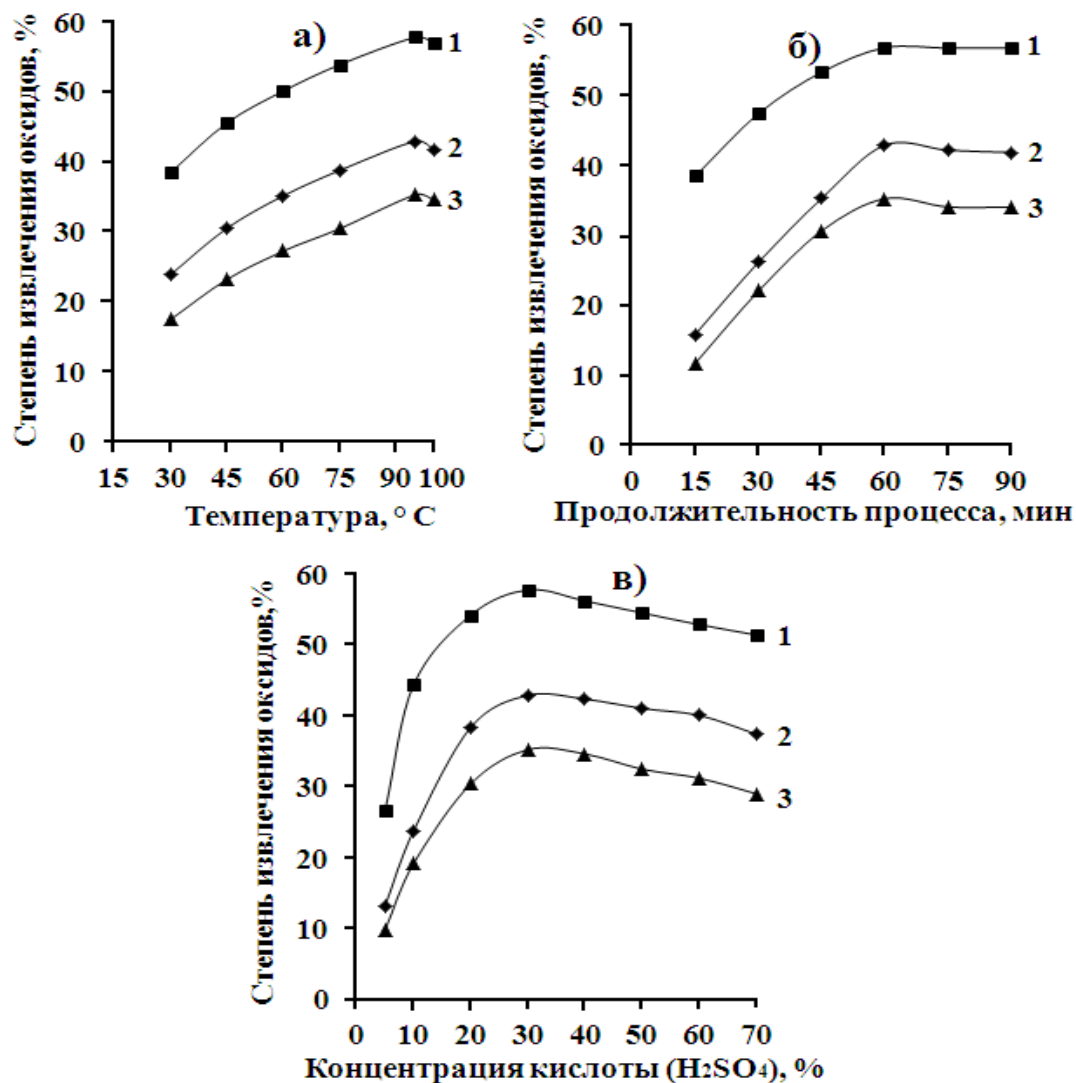 а)
Степень извлечения оксидов, %
60
50
40
30
20
10
0
1
2
3
15 30 45 60 75 90 100
Температура, ° С
б)
Степень извлечения оксидов, %
60
50
40
30
20
10
0
1
2
3
0 15 30 45 60 75 90
Продолжительность процесса, мин
в)
Степень извлечения оксидов,%
60
50
40
30
20
10
0
1
2
3
0 10 20 30 40 50 60 70
Концентрация кислоты (H₂SO₄), %